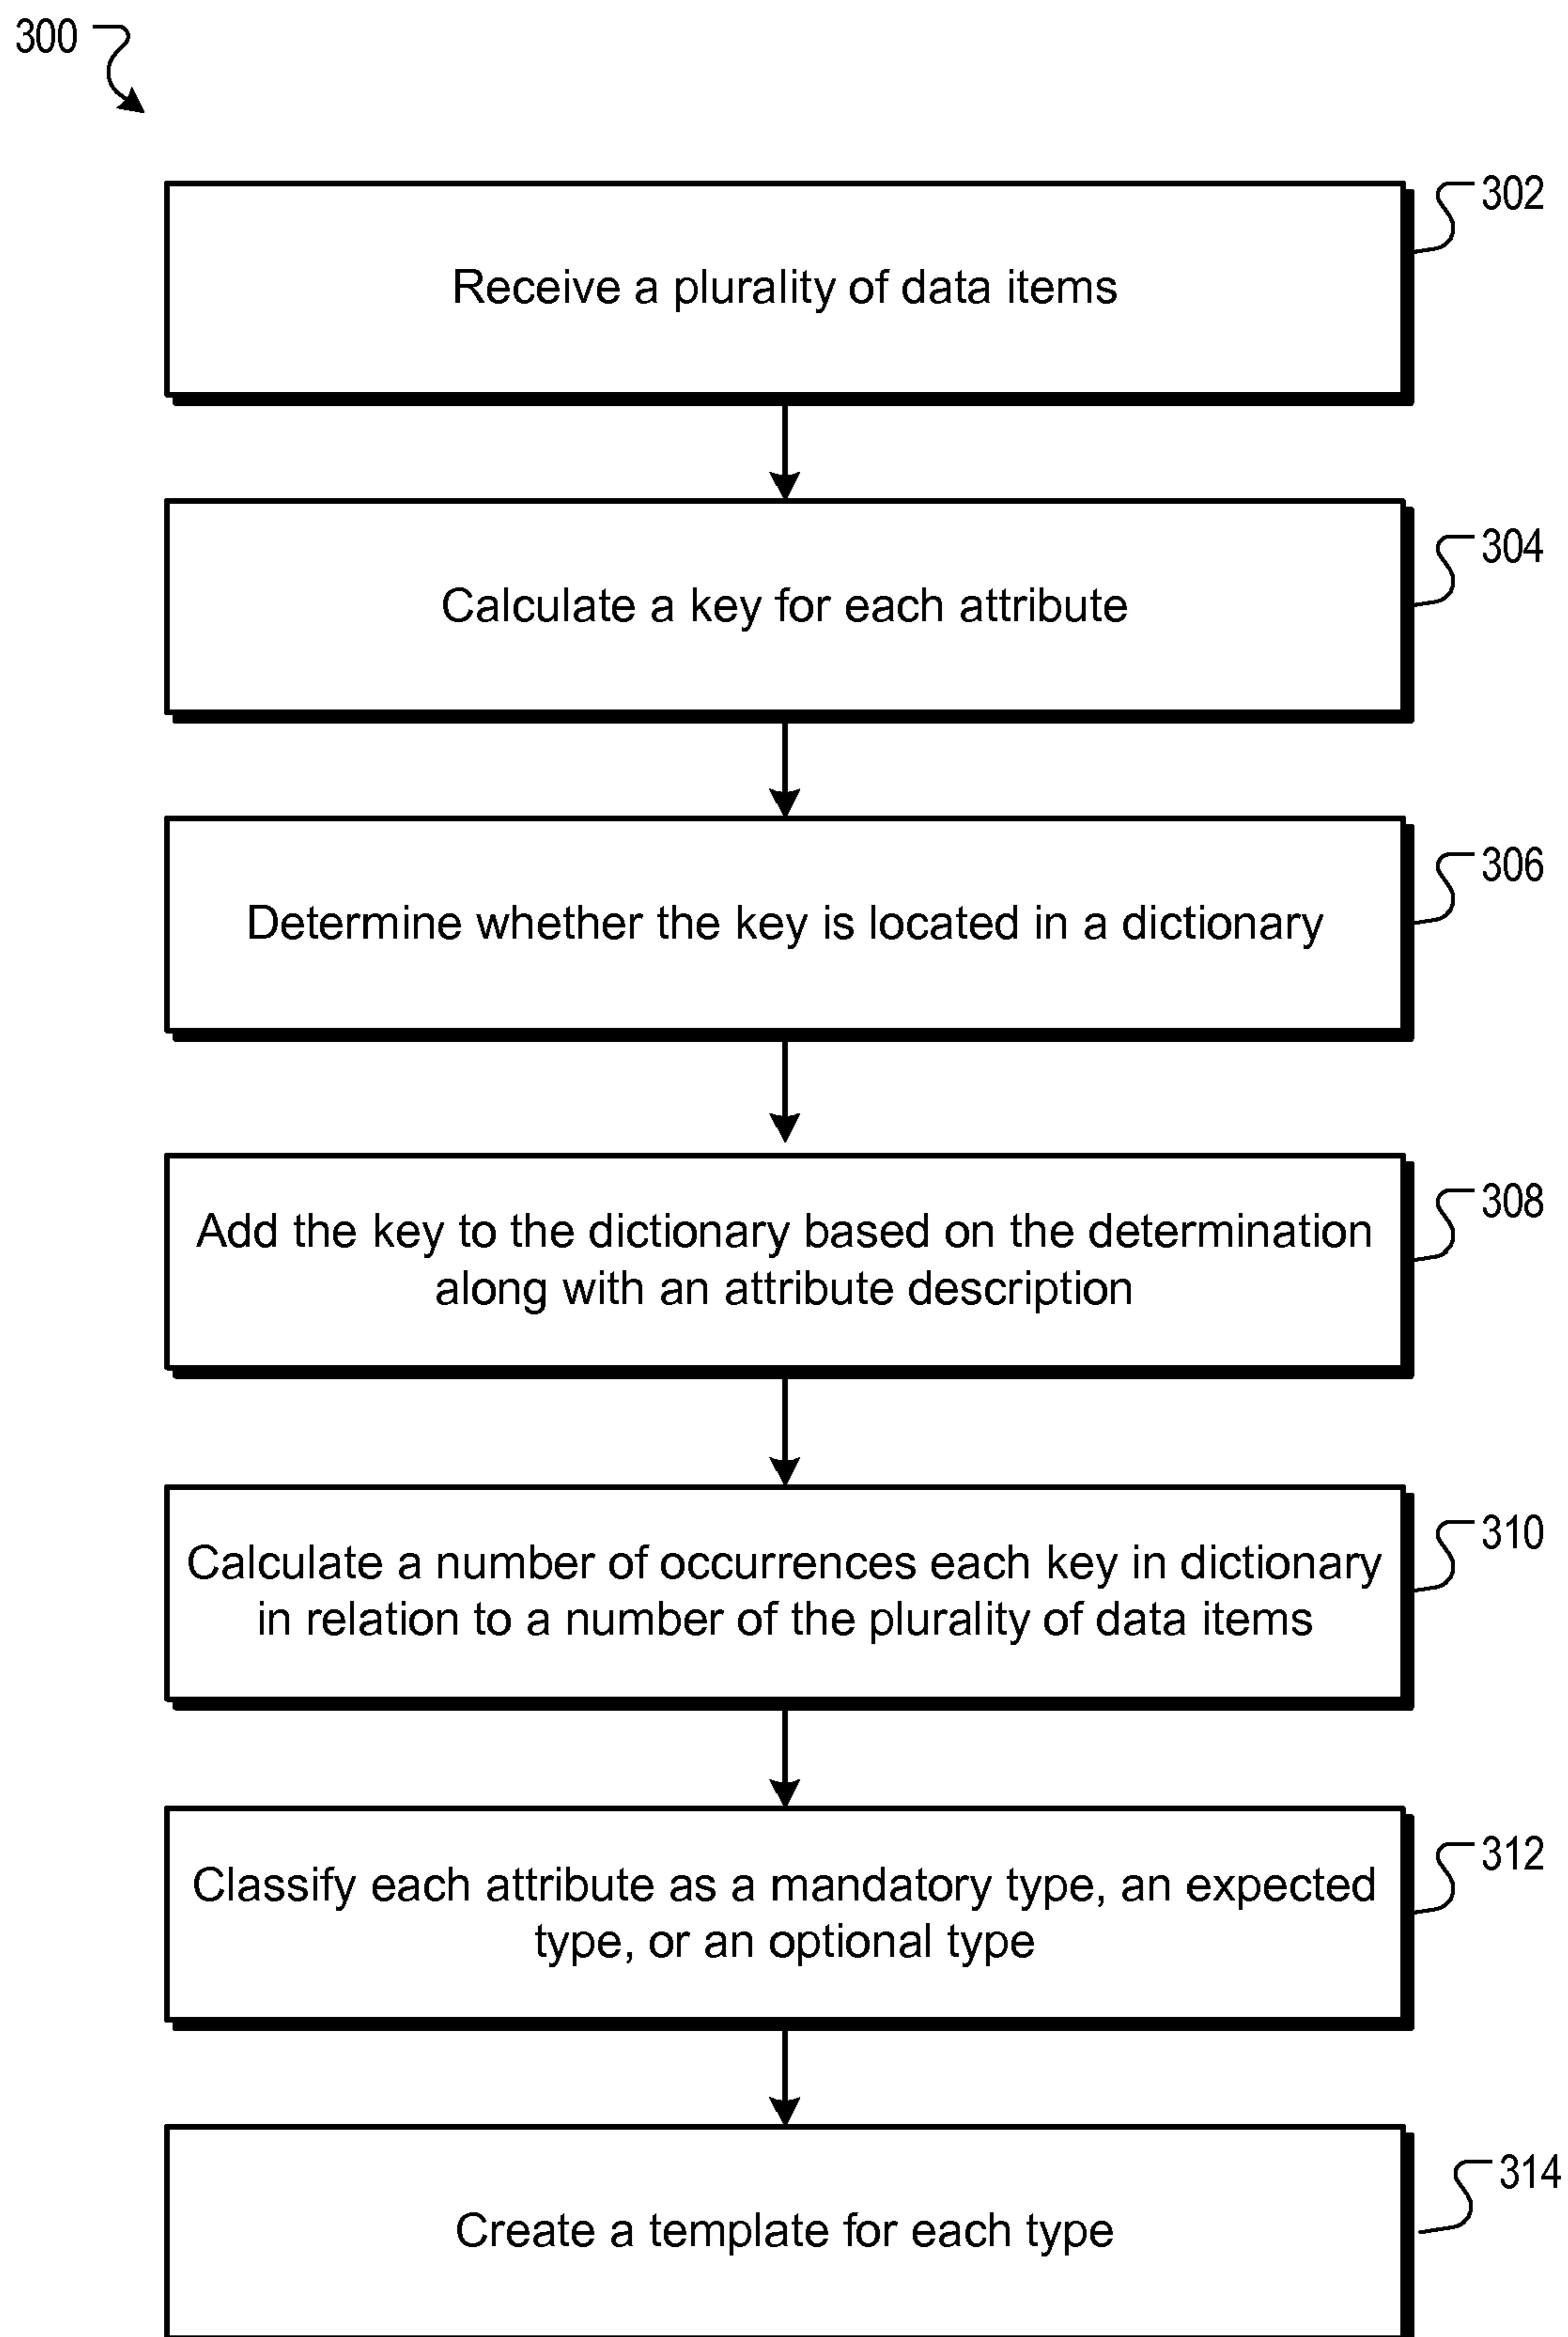 300
302
Receive a plurality of data items
304
Calculate a key for each attribute
306
Determine whether the key is located in a dictionary
308
Add the key to the dictionary based on the determination
along with an attribute description
310
Calculate a number of occurrences each key in dictionary
in relation to a number of the plurality of data items
312
Classify each attribute as a mandatory type, an expected
type, or an optional type
314
Create a template for each type